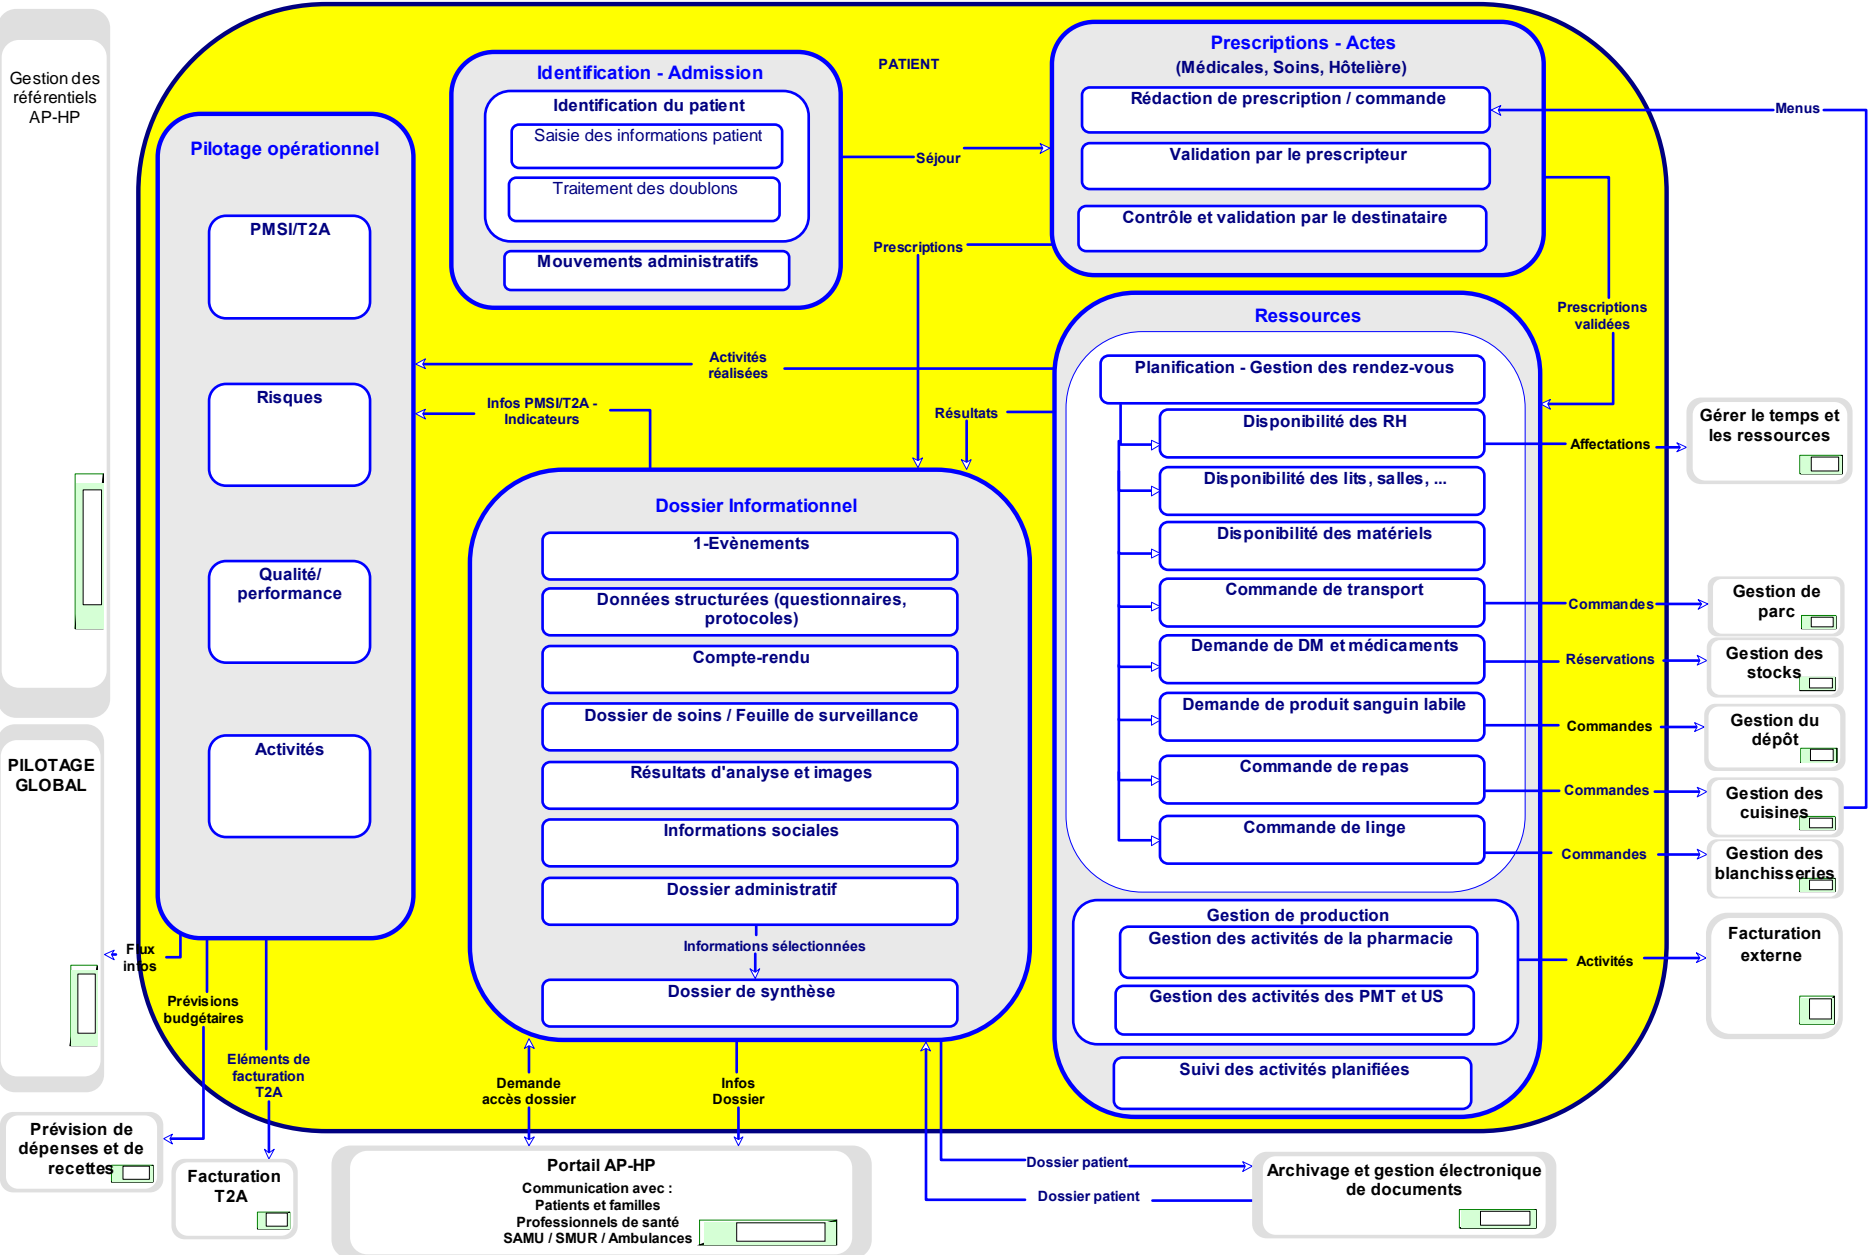 Gestion des
référentiels
AP-HP
PILOTAGE
GLOBAL
Pilotage opérationnel
PMSI/T2A
Risques
Qualité/
performance
Activités
Identification - Admission
Identification du patient
Saisie des informations patient
Traitement des doublons
Mouvements administratifs
PATIENT
Séjour
Prescriptions - Actes
(Médicales, Soins, Hôtelière)
Rédaction de prescription / commande
Validation par le prescripteur
Contrôle et validation par le destinataire
Menus
Prescriptions
Prescriptions
validées
Activités
réalisées
Infos PMSI/T2A -
Indicateurs
Résultats
Ressources
Planification - Gestion des rendez-vous
Disponibilité des RH
Disponibilité des lits, salles, ...
Disponibilité des matériels
Commande de transport
Demande de DM et médicaments
Demande de produit sanguin labile
Commande de repas
Commande de linge
Gestion de production
Gestion des activités de la pharmacie
Gestion des activités des PMT et US
Suivi des activités planifiées
Affectations
Commandes
Réservations
Commandes
Commandes
Commandes
Activités
Gérer le temps et
les ressources
Gestion de
parc
Gestion des
stocks
Gestion du
dépôt
Gestion des
cuisines
Gestion des
blanchisseries
Facturation
externe
Dossier Informationnel
1-Evènements
Données structurées (questionnaires,
protocoles)
Compte-rendu
Dossier de soins / Feuille de surveillance
Résultats d'analyse et images
Informations sociales
Dossier administratif
Informations sélectionnées
Dossier de synthèse
Flux
infos
Prévisions
budgétaires
Eléments de
facturation
T2A
Demande
accès dossier
Infos
Dossier
Prévision de
dépenses et de
recettes
Facturation
T2A
Portail AP-HP
Communication avec :
Patients et familles
Professionnels de santé
SAMU / SMUR / Ambulances
Dossier patient
Dossier patient
Archivage et gestion électronique
de documents